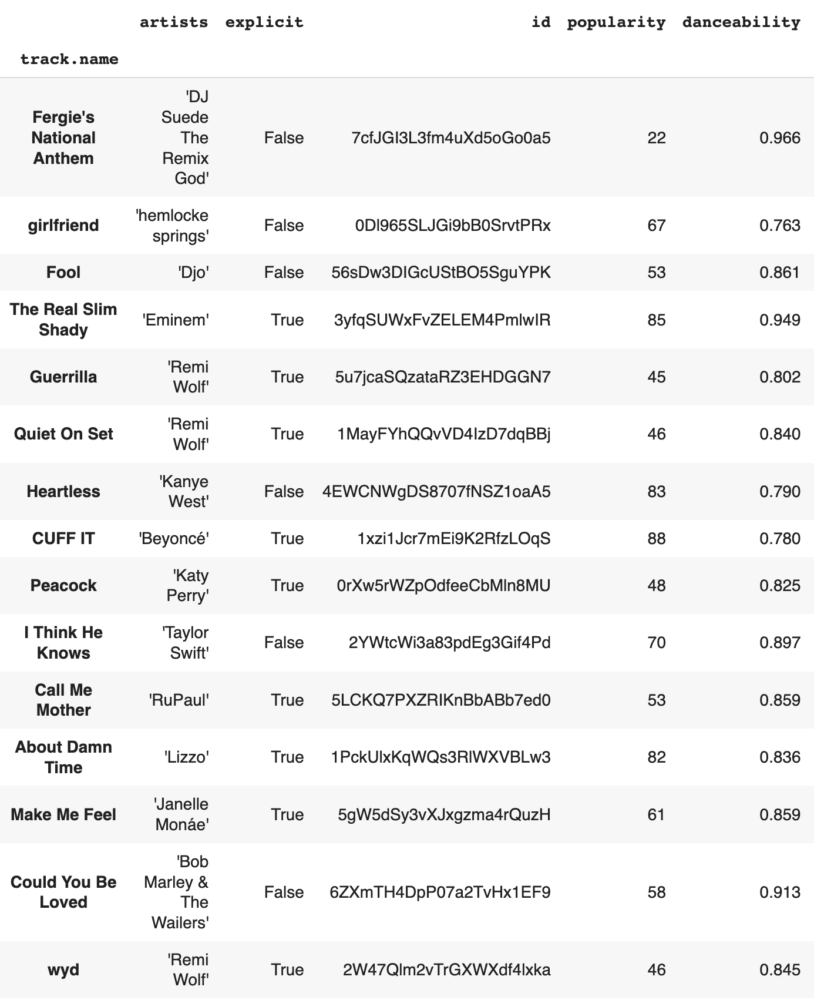 artists explicit id popularity danceability
track.name
Fergie's National Anthem 'DJ Suede The Remix God' False 7cfJGI3L3fm4uXd5oGo0a5 22 0.966
girlfriend 'hemlocke springs' False 0Dl965SLJGi9bB0SrvtPRx 67 0.763
Fool 'Djo' False 56sDw3DIGcUStBO5SguYPK 53 0.861
The Real Slim Shady 'Eminem' True 3yfqSUWxFvZELEM4PmlwIR 85 0.949
Guerrilla 'Remi Wolf' True 5u7jcaSQzataRZ3EHDGGN7 45 0.802
Quiet On Set 'Remi Wolf' True 1MayFYhQQvVD4IzD7dqBBj 46 0.840
Heartless 'Kanye West' False 4EWCNWgDS8707fNSZ1oaA5 83 0.790
CUFF IT 'Beyoncé' True 1xzi1Jcr7mEi9K2RfzLOqS 88 0.780
Peacock 'Katy Perry' True 0rXw5rWZpOdfeeCbMln8MU 48 0.825
I Think He Knows 'Taylor Swift' False 2YWtcWi3a83pdEg3Gif4Pd 70 0.897
Call Me Mother 'RuPaul' True 5LCKQ7PXZRIKnBbABb7ed0 53 0.859
About Damn Time 'Lizzo' True 1PckUlxKqWQs3RlWXVBLw3 82 0.836
Make Me Feel 'Janelle Monáe' True 5gW5dSy3vXJxgzma4rQuzH 61 0.859
Could You Be Loved 'Bob Marley & The Wailers' False 6ZXmTH4DpP07a2TvHx1EF9 58 0.913
wyd 'Remi Wolf' True 2W47Qlm2vTrGXWXdf4lxka 46 0.845